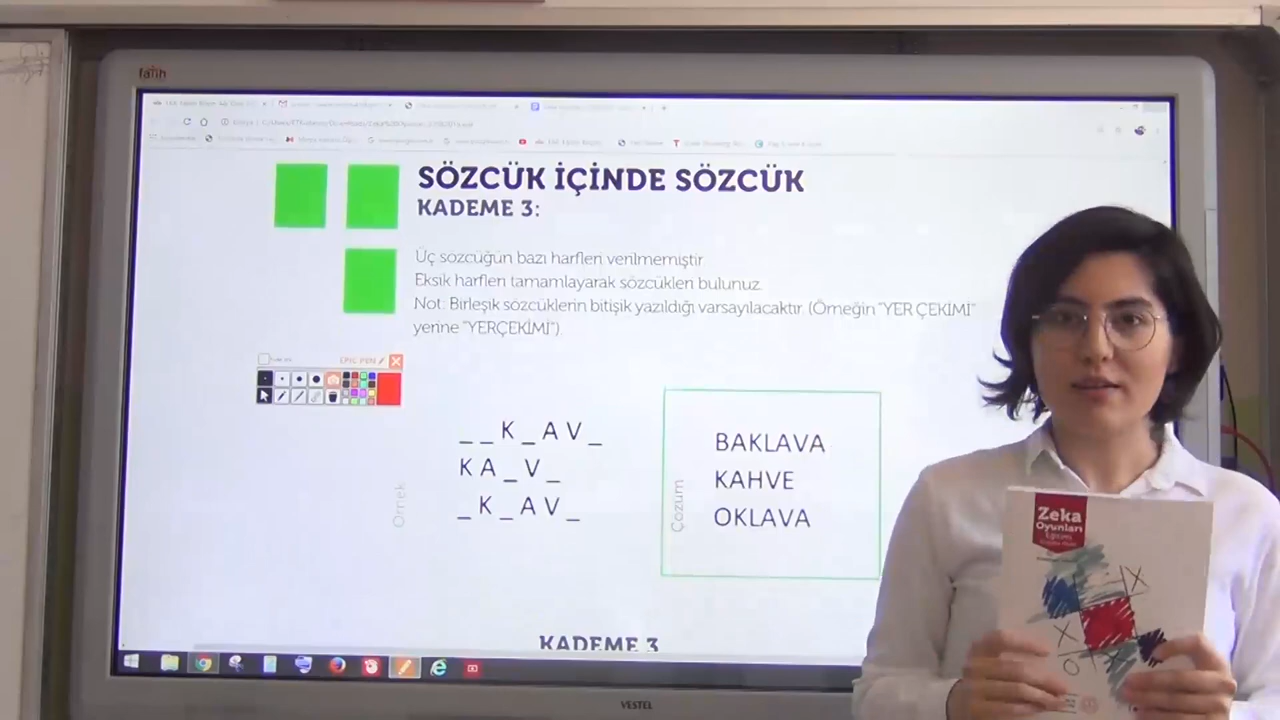 fatih
SÖZCÜK İÇİNDE SÖZCÜK
KADEME 3:
Üç sözcüğün bazı harfleri verilmemiştir
Eksik harfleri tamamlayarak sözcükleri bulunuz.
Not: Birleşik sözcüklerin bitişik yazıldığı varsayılacaktır. (Örneğin "YER ÇEKİMİ"
yerine "YERÇEKİMİ").
EPIC PEN
Örnek
_ _ K _ A V _
K A _ V _
_ K _ A V _
Çözüm
BAKLAVA
KAHVE
OKLAVA
KADEME 3
VESTEL
Zeka
Oyunları
X
X
O